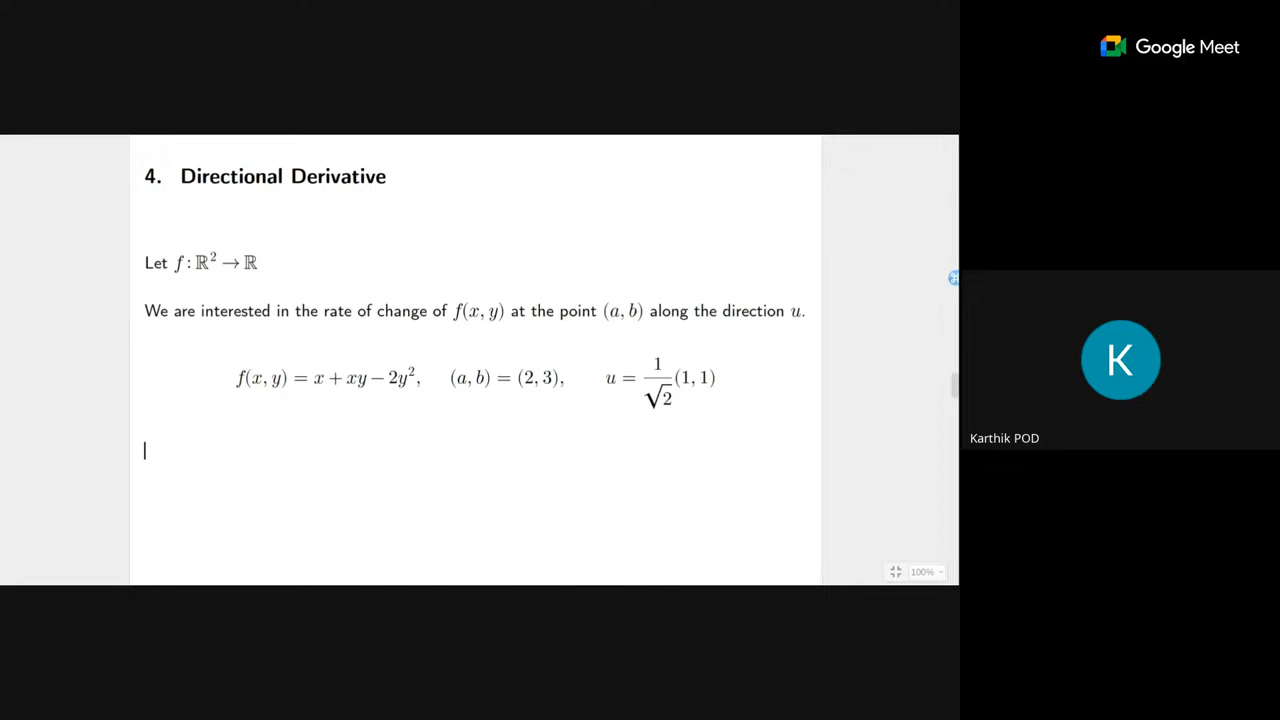 Google Meet
4. Directional Derivative
Let f : ℝ² → ℝ
We are interested in the rate of change of f(x, y) at the point (a, b) along the direction u.
f(x, y) = x + xy − 2y², (a, b) = (2, 3), u = 1/√2 (1, 1)
K
Karthik POD
100%